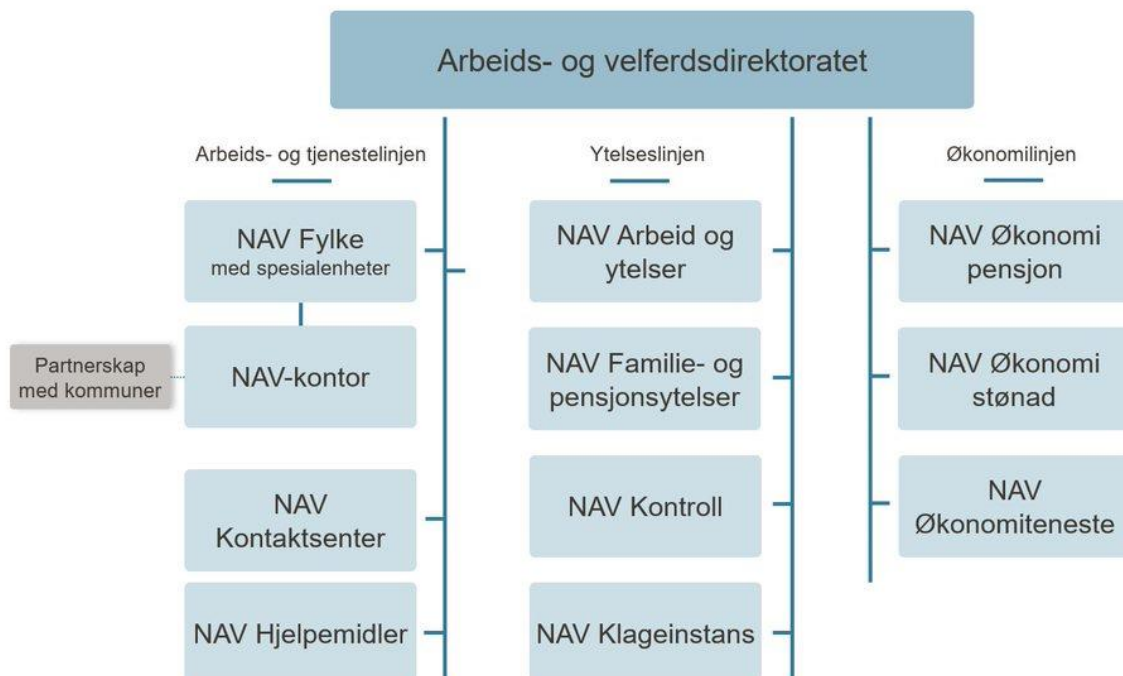 Arbeids- og velferdsdirektoratet
Arbeids- og tjenestelinjen
NAV Fylke
med spesialenheter
Partnerskap
med kommuner
NAV-kontor
NAV
Kontaktsenter
NAV Hjelpemidler
Ytelseslinjen
NAV Arbeid og
ytelser
NAV Familie- og
pensjonsytelser
NAV Kontroll
NAV Klageinstans
Økonomilinjen
NAV Økonomi
pensjon
NAV Økonomi
stønad
NAV
Økonomiteneste